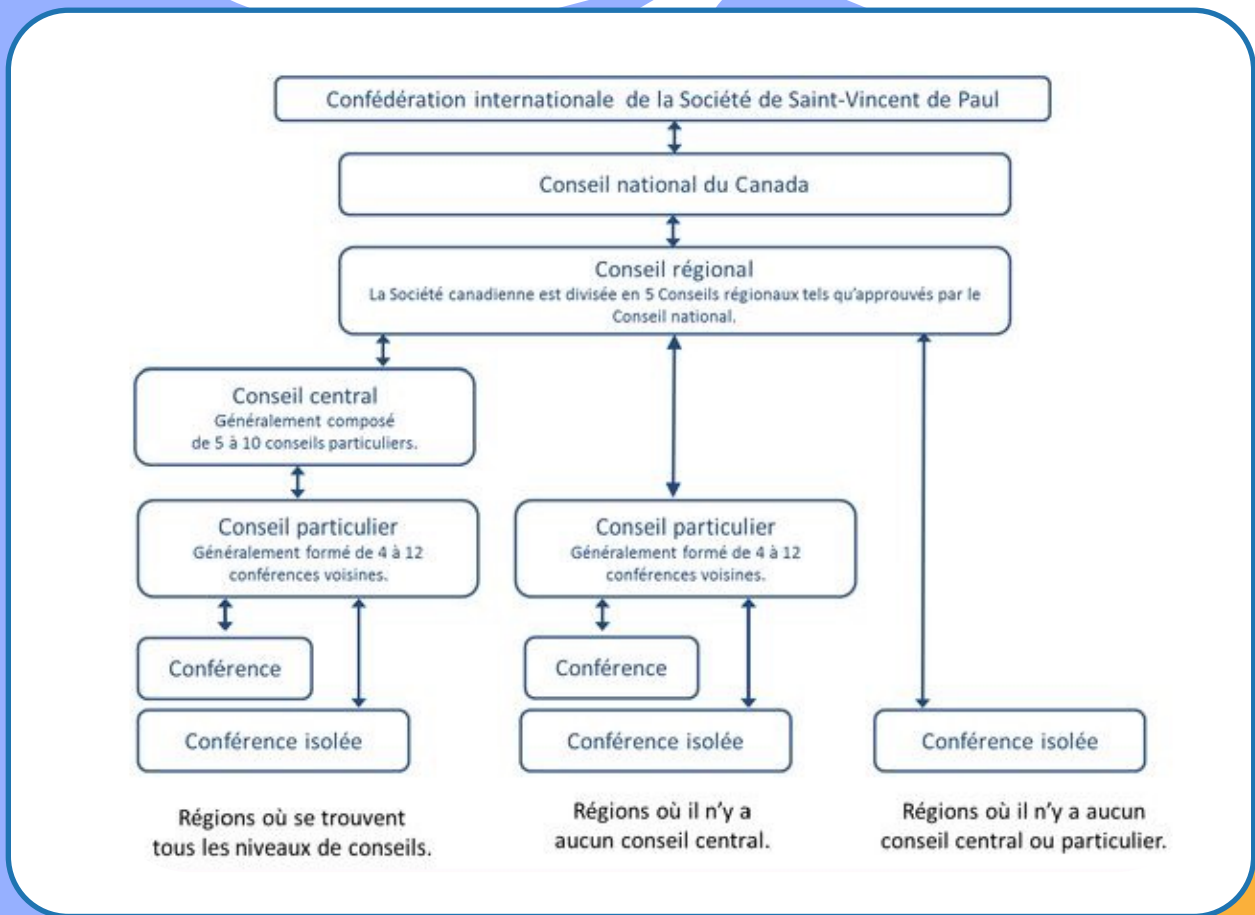 Confédération internationale de la Société de Saint-Vincent de Paul
Conseil national du Canada
Conseil régional
La Société canadienne est divisée en 5 Conseils régionaux tels qu'approuvés par le
Conseil national.
Conseil central
Généralement composé
de 5 à 10 conseils particuliers.
Conseil particulier
Généralement formé de 4 à 12
conférences voisines.
Conseil particulier
Généralement formé de 4 à 12
conférences voisines.
Conférence
Conférence
Conférence isolée
Conférence isolée
Conférence isolée
Régions où se trouvent
tous les niveaux de conseils.
Régions où il n'y a
aucun conseil central.
Régions où il n'y a aucun
conseil central ou particulier.